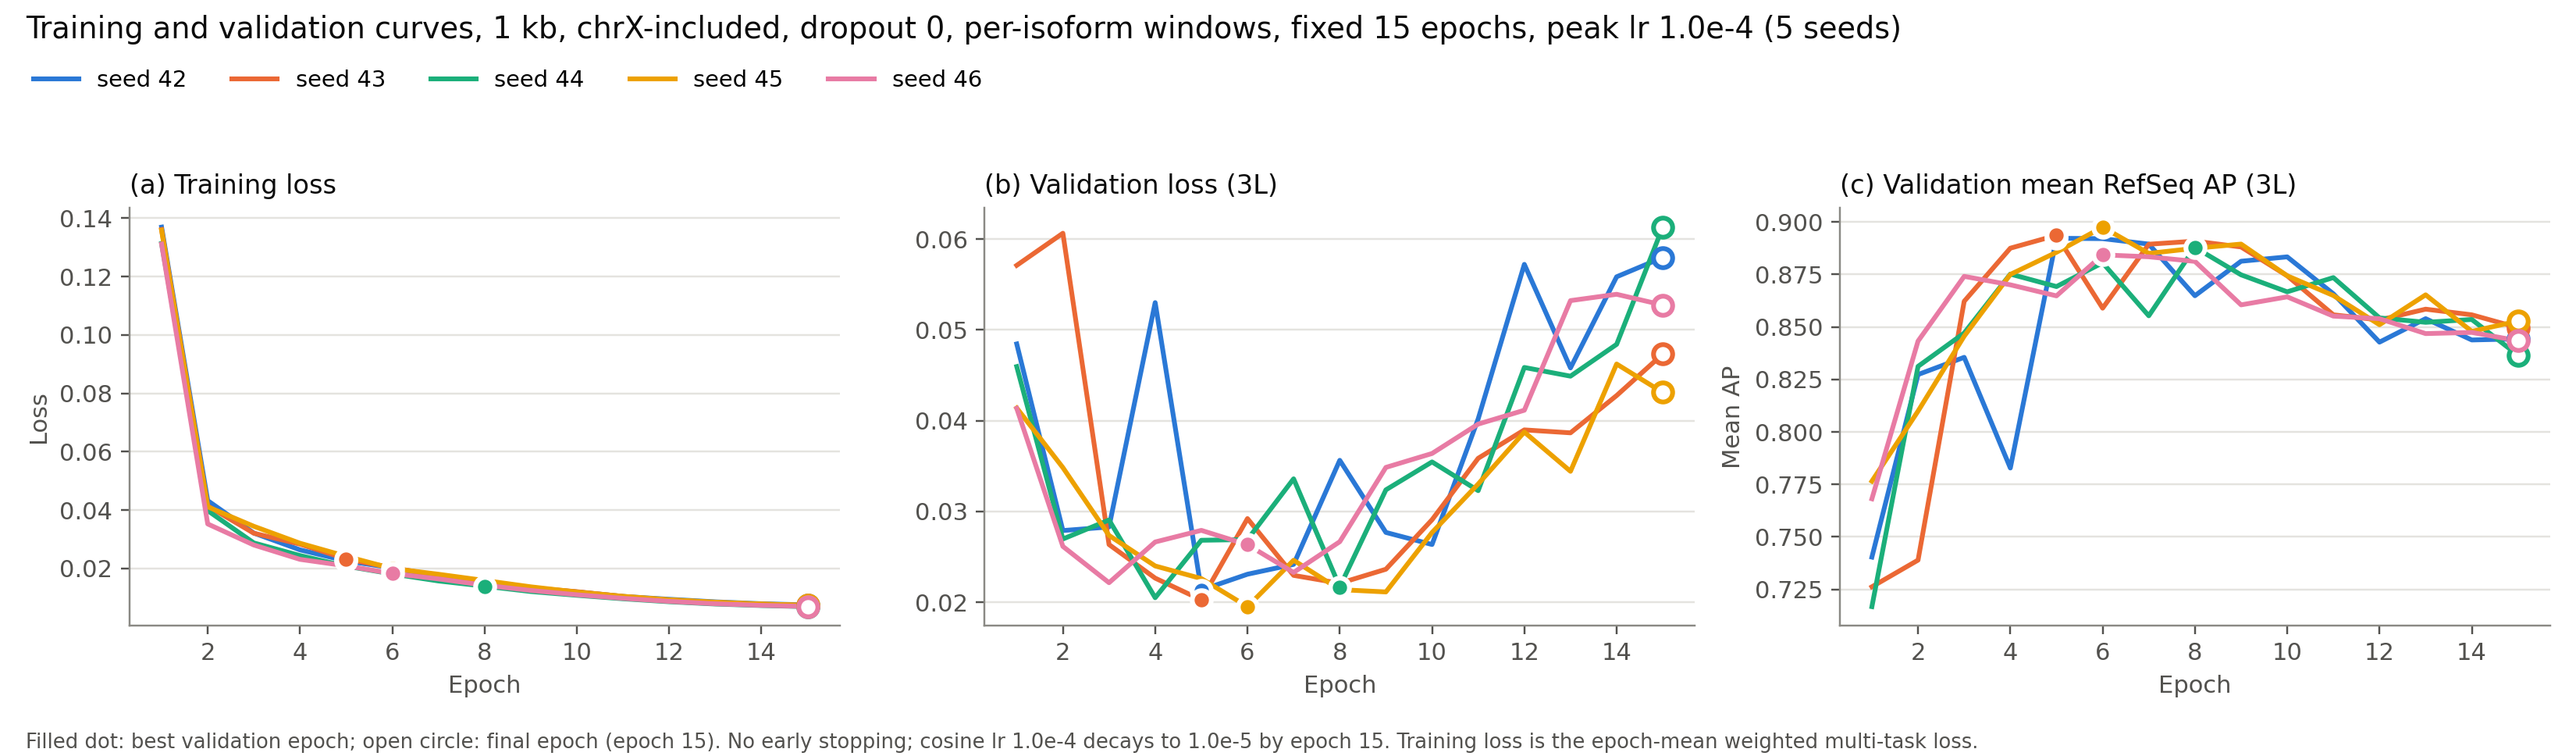 Training and validation curves, 1 kb, chrX-included, dropout 0, per-isoform windows, fixed 15 epochs, peak lr 1.0e-4 (5 seeds)
seed 42 seed 43 seed 44 seed 45 seed 46
(a) Training loss
0.14
0.12
0.10
0.08
0.06
0.04
0.02
Loss
2 4 6 8 10 12 14
Epoch
(b) Validation loss (3L)
0.06
0.05
0.04
0.03
0.02
2 4 6 8 10 12 14
Epoch
(c) Validation mean RefSeq AP (3L)
0.900
0.875
0.850
0.825
0.800
0.775
0.750
0.725
Mean AP
2 4 6 8 10 12 14
Epoch
Filled dot: best validation epoch; open circle: final epoch (epoch 15). No early stopping; cosine lr 1.0e-4 decays to 1.0e-5 by epoch 15. Training loss is the epoch-mean weighted multi-task loss.